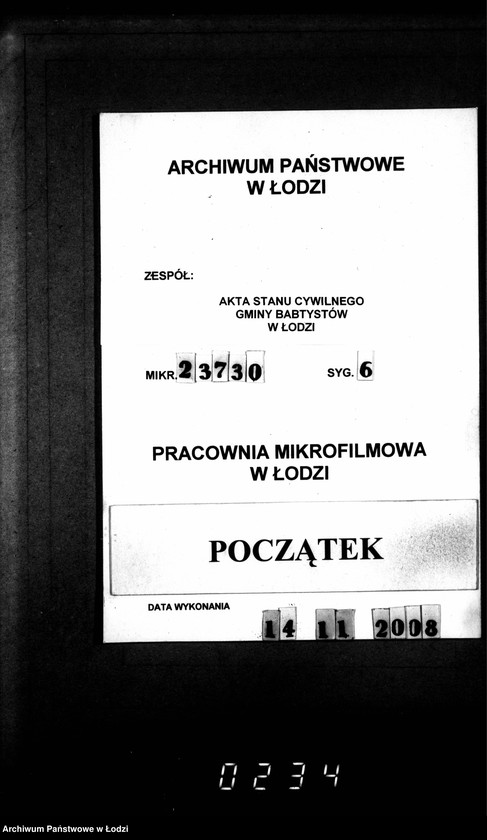 ARCHIWUM PAŃSTWOWE
W ŁODZI
ZESPÓŁ:
AKTA STANU CYWILNEGO
GMINY BABTYSTÓW
W ŁODZI
MIKR. 23730 SYG. 6
PRACOWNIA MIKROFILMOWA
W ŁODZI
POCZĄTEK
DATA WYKONANIA
14 11 2008
0234
Archiwum Państwowe w Łodzi